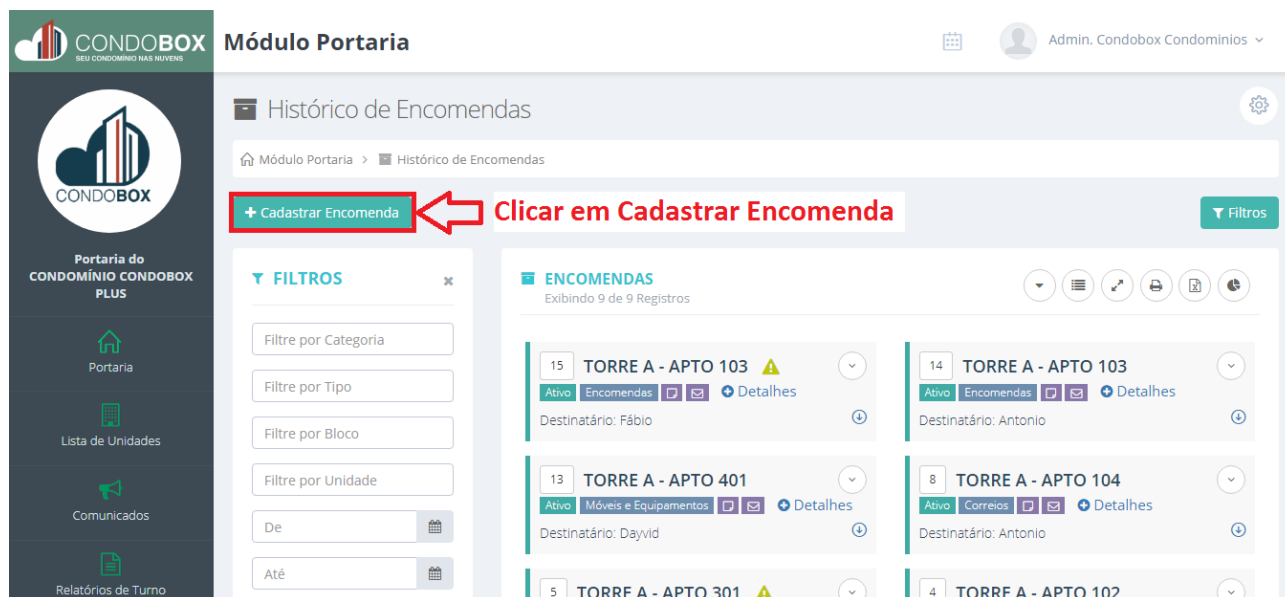 CONDOBOX
SEU CONDOMÍNIO NAS NUVENS
Módulo Portaria
Admin. Condobox Condominios
Histórico de Encomendas
Módulo Portaria > Histórico de Encomendas
+ Cadastrar Encomenda
Clicar em Cadastrar Encomenda
Filtros
CONDOBOX
Portaria do
CONDOMÍNIO CONDOBOX
PLUS
Portaria
Lista de Unidades
Comunicados
Relatórios de Turno
FILTROS
Filtre por Categoria
Filtre por Tipo
Filtre por Bloco
Filtre por Unidade
De
Até
ENCOMENDAS
Exibindo 9 de 9 Registros
15 TORRE A - APTO 103
Ativo Encomendas Detalhes
Destinatário: Fábio
14 TORRE A - APTO 103
Ativo Encomendas Detalhes
Destinatário: Antonio
13 TORRE A - APTO 401
Ativo Móveis e Equipamentos Detalhes
Destinatário: Dayvid
8 TORRE A - APTO 104
Ativo Correios Detalhes
Destinatário: Antonio
5 TORRE A - APTO 301
4 TORRE A - APTO 102